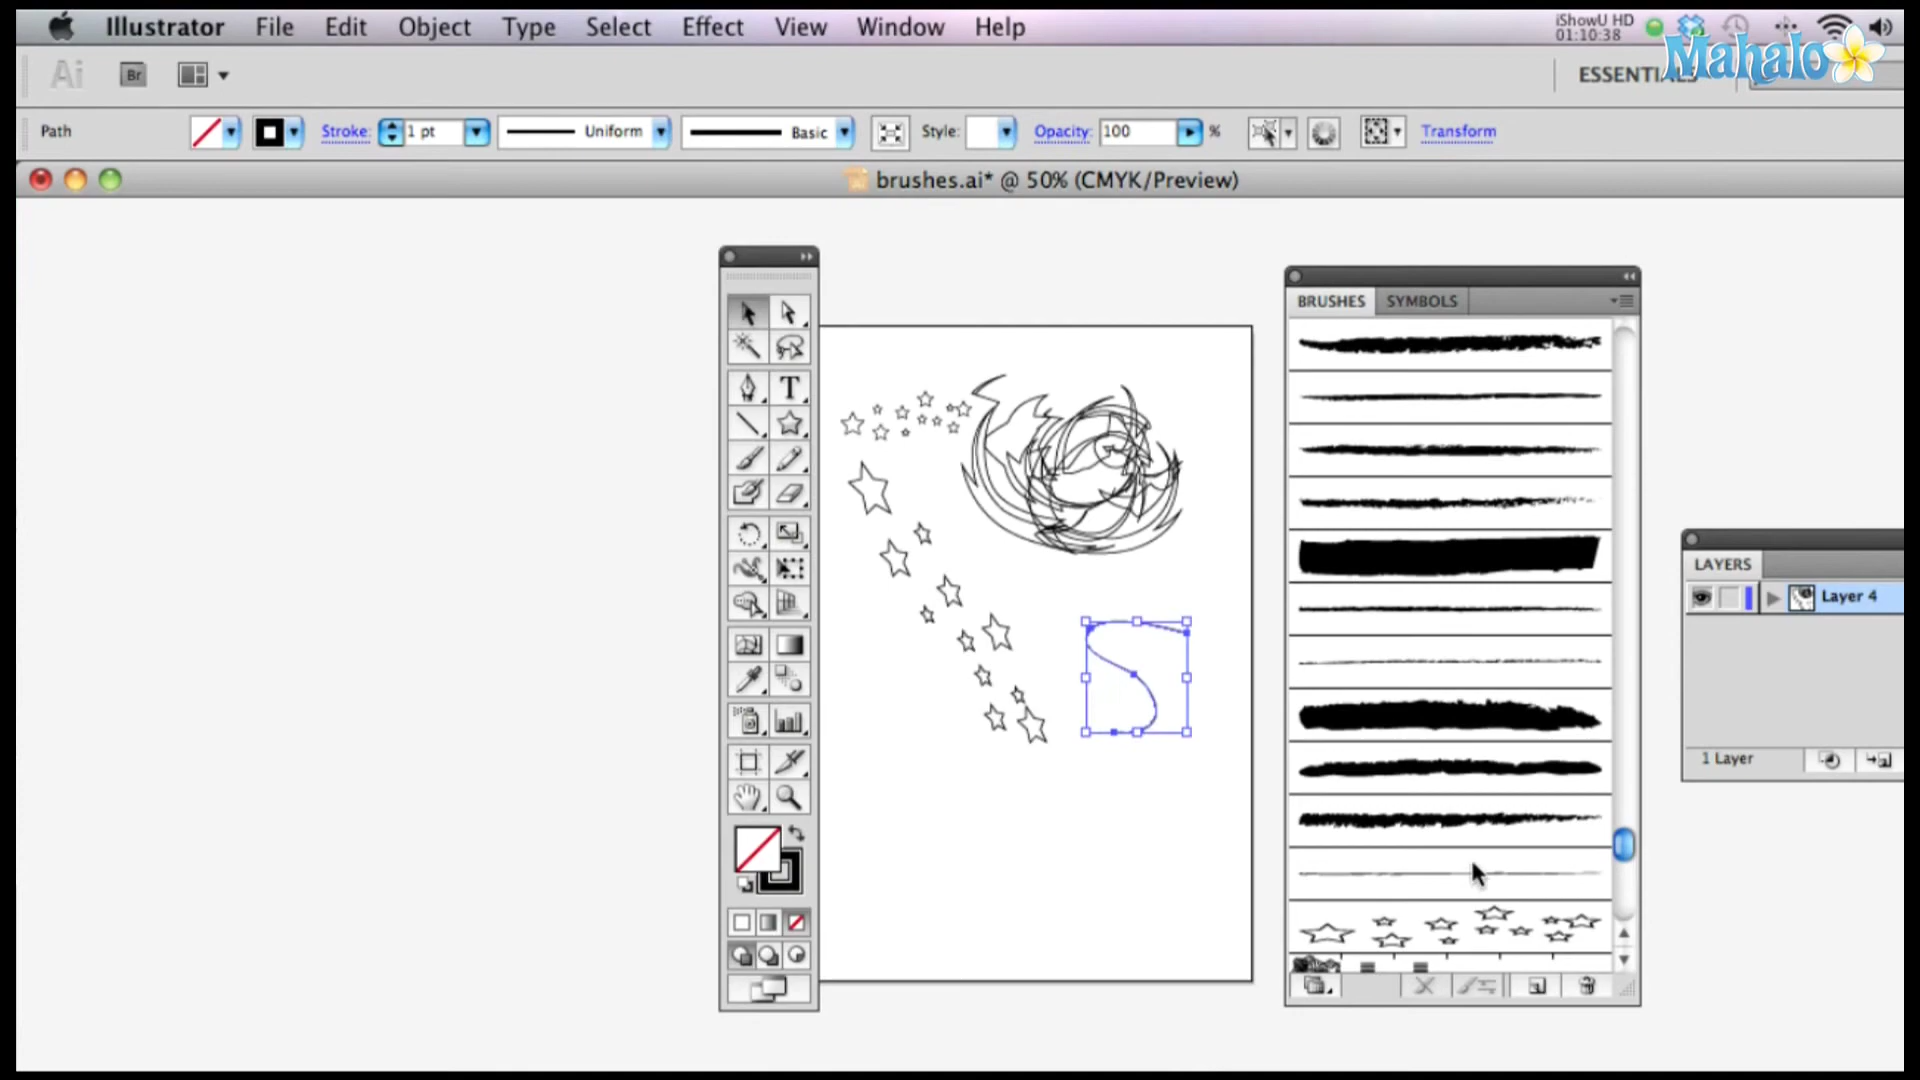 Illustrator File Edit Object Type Select Effect View Window Help
iShowU HD
01:10:38
Mahalo
Ai Br
ESSENTIALS
Path Stroke: 1 pt Uniform Basic Style: Opacity: 100 % Transform
brushes.ai* @ 50% (CMYK/Preview)
BRUSHES SYMBOLS
T
LAYERS
Layer 4
1 Layer